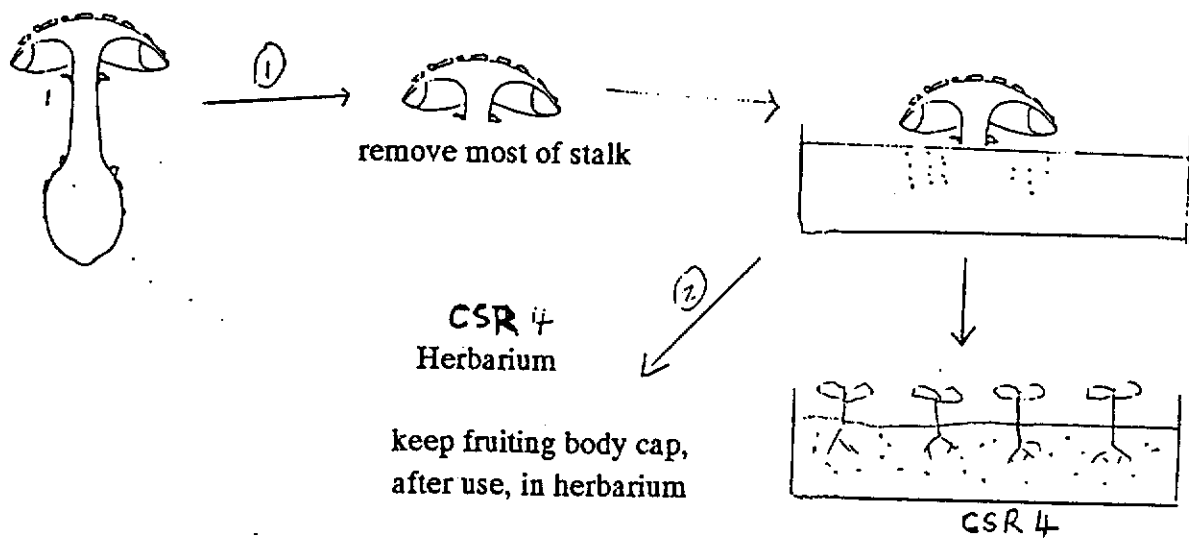 1
remove most of stalk
2
CSR 4
Herbarium
keep fruiting body cap,
after use, in herbarium
CSR 4